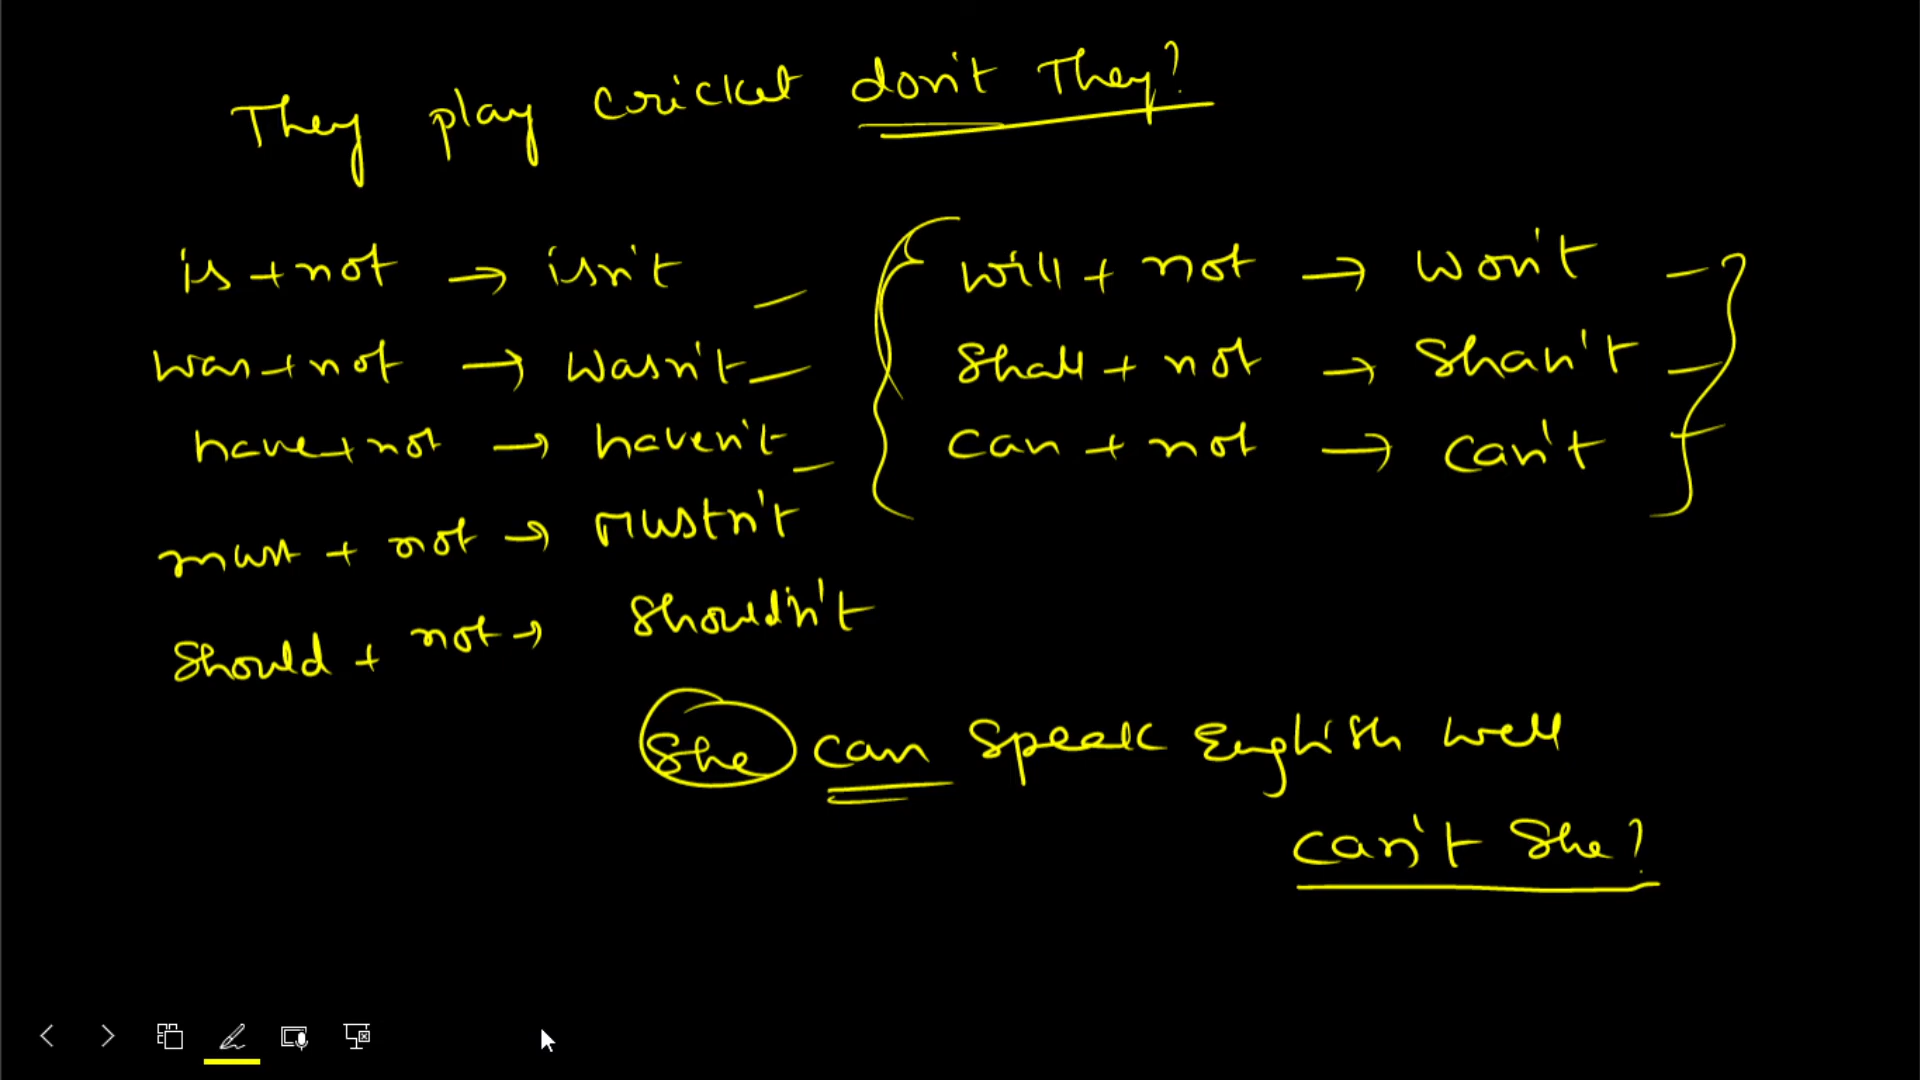 They play cricket don't They?
is + not → isn't
was + not → wasn't
have + not → haven't
must + not → Mustn't
Should + not → Shouldn't
will + not → won't
Shall + not → Shan't
can + not → can't
She can Speak English well
can't She?